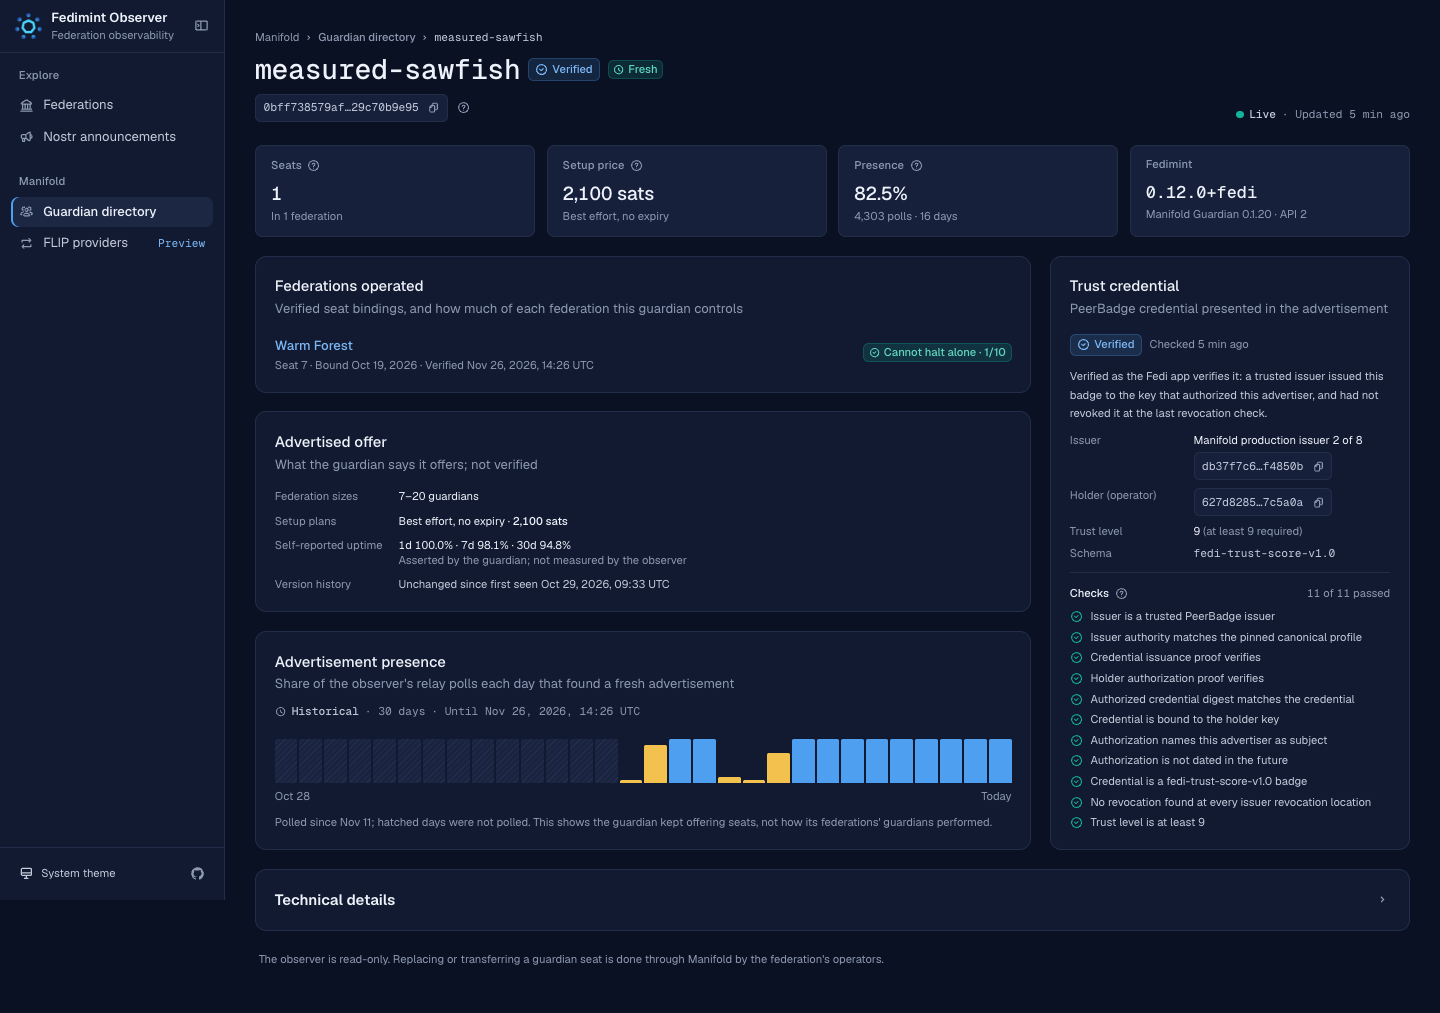 Fedimint Observer
Federation observability
Explore
Federations
Nostr announcements
Manifold
Guardian directory
FLIP providers Preview
System theme
Manifold › Guardian directory › measured-sawfish
measured-sawfish Verified Fresh
0bff738579af…29c70b9e95
Live · Updated 5 min ago
Seats
1
In 1 federation
Setup price
2,100 sats
Best effort, no expiry
Presence
82.5%
4,303 polls · 16 days
Fedimint
0.12.0+fedi
Manifold Guardian 0.1.20 · API 2
Federations operated
Verified seat bindings, and how much of each federation this guardian controls
Warm Forest
Seat 7 · Bound Oct 19, 2026 · Verified Nov 26, 2026, 14:26 UTC
Cannot halt alone · 1/10
Advertised offer
What the guardian says it offers; not verified
Federation sizes 7–20 guardians
Setup plans Best effort, no expiry · 2,100 sats
Self-reported uptime 1d 100.0% · 7d 98.1% · 30d 94.8%
Asserted by the guardian; not measured by the observer
Version history Unchanged since first seen Oct 29, 2026, 09:33 UTC
Advertisement presence
Share of the observer's relay polls each day that found a fresh advertisement
Historical · 30 days · Until Nov 26, 2026, 14:26 UTC
Oct 28 Today
Polled since Nov 11; hatched days were not polled. This shows the guardian kept offering seats, not how its federations' guardians performed.
Trust credential
PeerBadge credential presented in the advertisement
Verified Checked 5 min ago
Verified as the Fedi app verifies it: a trusted issuer issued this
badge to the key that authorized this advertiser, and had not
revoked it at the last revocation check.
Issuer Manifold production issuer 2 of 8
db37f7c6…f4850b
Holder (operator) 627d8285…7c5a0a
Trust level 9 (at least 9 required)
Schema fedi-trust-score-v1.0
Checks 11 of 11 passed
Issuer is a trusted PeerBadge issuer
Issuer authority matches the pinned canonical profile
Credential issuance proof verifies
Holder authorization proof verifies
Authorized credential digest matches the credential
Credential is bound to the holder key
Authorization names this advertiser as subject
Authorization is not dated in the future
Credential is a fedi-trust-score-v1.0 badge
No revocation found at every issuer revocation location
Trust level is at least 9
Technical details
The observer is read-only. Replacing or transferring a guardian seat is done through Manifold by the federation's operators.